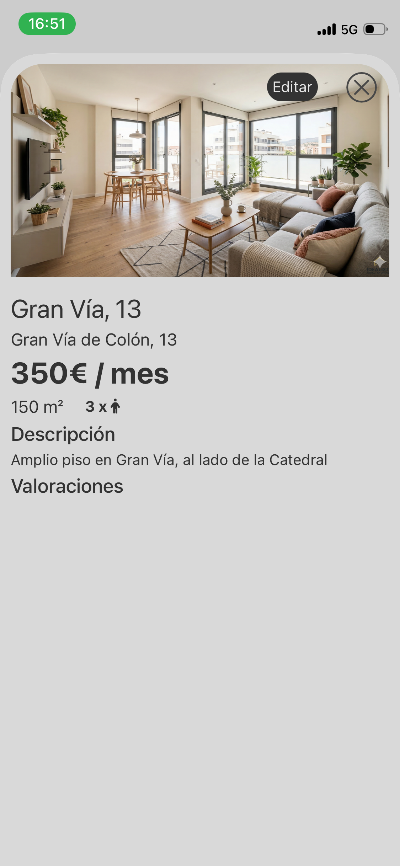 16:51
5G
Editar
Gran Vía, 13
Gran Vía de Colón, 13
350€ / mes
150 m² 3 x
Descripción
Amplio piso en Gran Vía, al lado de la Catedral
Valoraciones